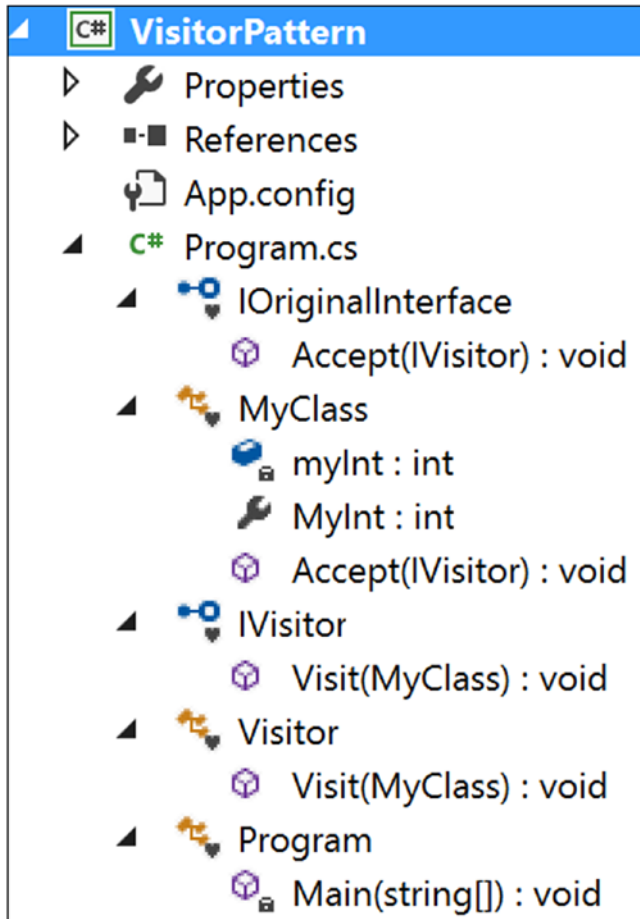 C# VisitorPattern
Properties
References
App.config
C# Program.cs
IOriginalInterface
Accept(IVisitor) : void
MyClass
myInt : int
MyInt : int
Accept(IVisitor) : void
IVisitor
Visit(MyClass) : void
Visitor
Visit(MyClass) : void
Program
Main(string[]) : void